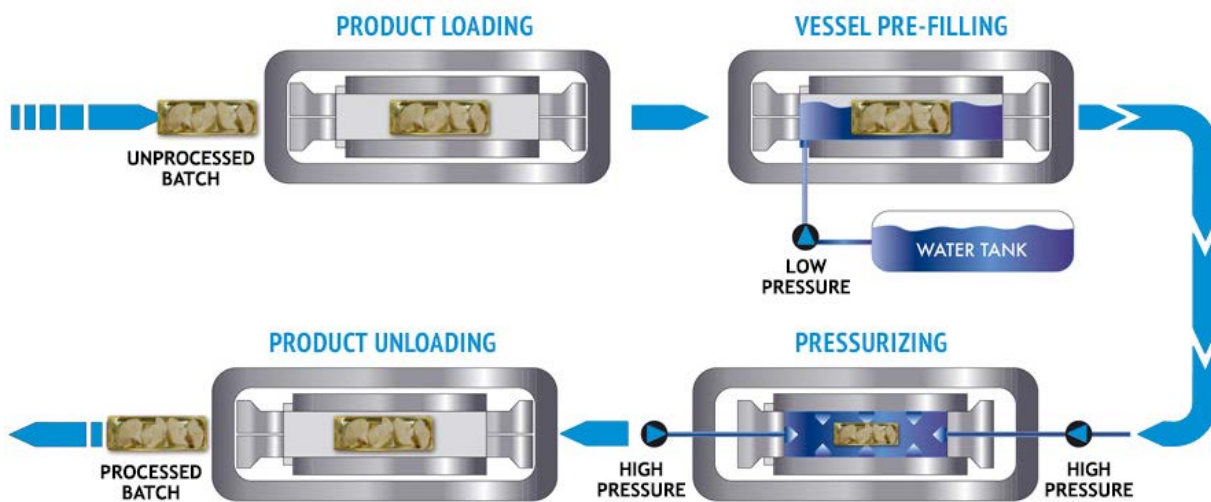 PRODUCT LOADING
VESSEL PRE-FILLING
UNPROCESSED
BATCH
WATER TANK
LOW
PRESSURE
PRODUCT UNLOADING
PRESSURIZING
PROCESSED
BATCH
HIGH
PRESSURE
HIGH
PRESSURE